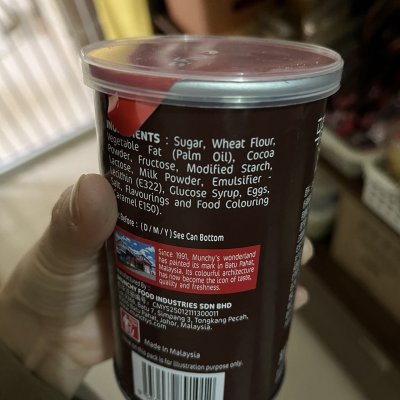 INGREDIENTS : Sugar, Wheat Flour,
Vegetable Fat (Palm Oil), Cocoa
Powder, Fructose, Modified Starch,
Lactose, Milk Powder, Emulsifier :
Lecithin (E322), Glucose Syrup, Eggs,
Salt, Flavourings and Food Colouring
(Caramel E150).
Before : ( D / M / Y ) See Can Bottom
Since 1991, Munchy's wonderland
has painted its mark in Batu Pahat,
Malaysia. Its colourful architecture
has now become the icon of taste,
quality and freshness.
FOOD INDUSTRIES SDN BHD
7, Simpang 3, Tongkang Pecah,
Johor, Malaysia.
Made In Malaysia
on this pack is for illustration purpose only.